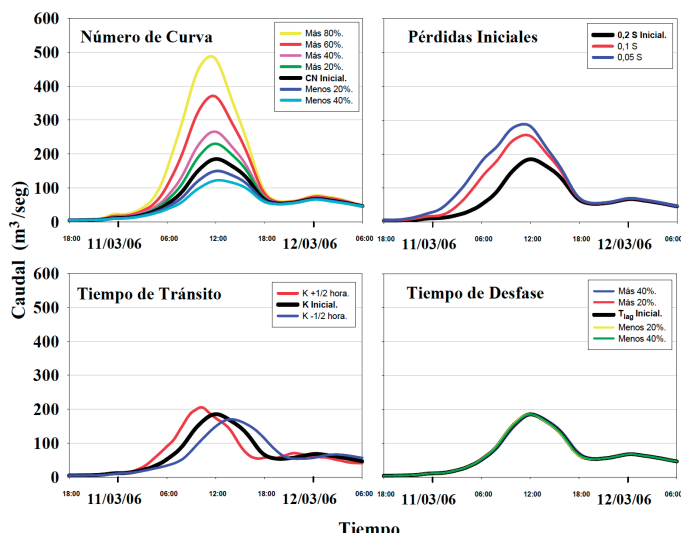 Caudal (m³/seg)
Número de Curva
Más 80%.
Más 60%.
Más 40%.
Más 20%.
CN Inicial.
Menos 20%.
Menos 40%.
600
500
400
300
200
100
0
18:00
06:00
12:00
18:00
06:00
11/03/06
12/03/06
Pérdidas Iniciales
0,2 S Inicial.
0,1 S
0,05 S
18:00
06:00
12:00
18:00
06:00
11/03/06
12/03/06
Tiempo de Tránsito
K +1/2 hora.
K Inicial.
K -1/2 hora.
600
500
400
300
200
100
0
18:00
06:00
12:00
18:00
06:00
11/03/06
12/03/06
Tiempo de Desfase
Más 40%.
Más 20%.
Tlag Inicial.
Menos 20%.
Menos 40%.
18:00
06:00
12:00
18:00
06:00
11/03/06
12/03/06
Tiempo